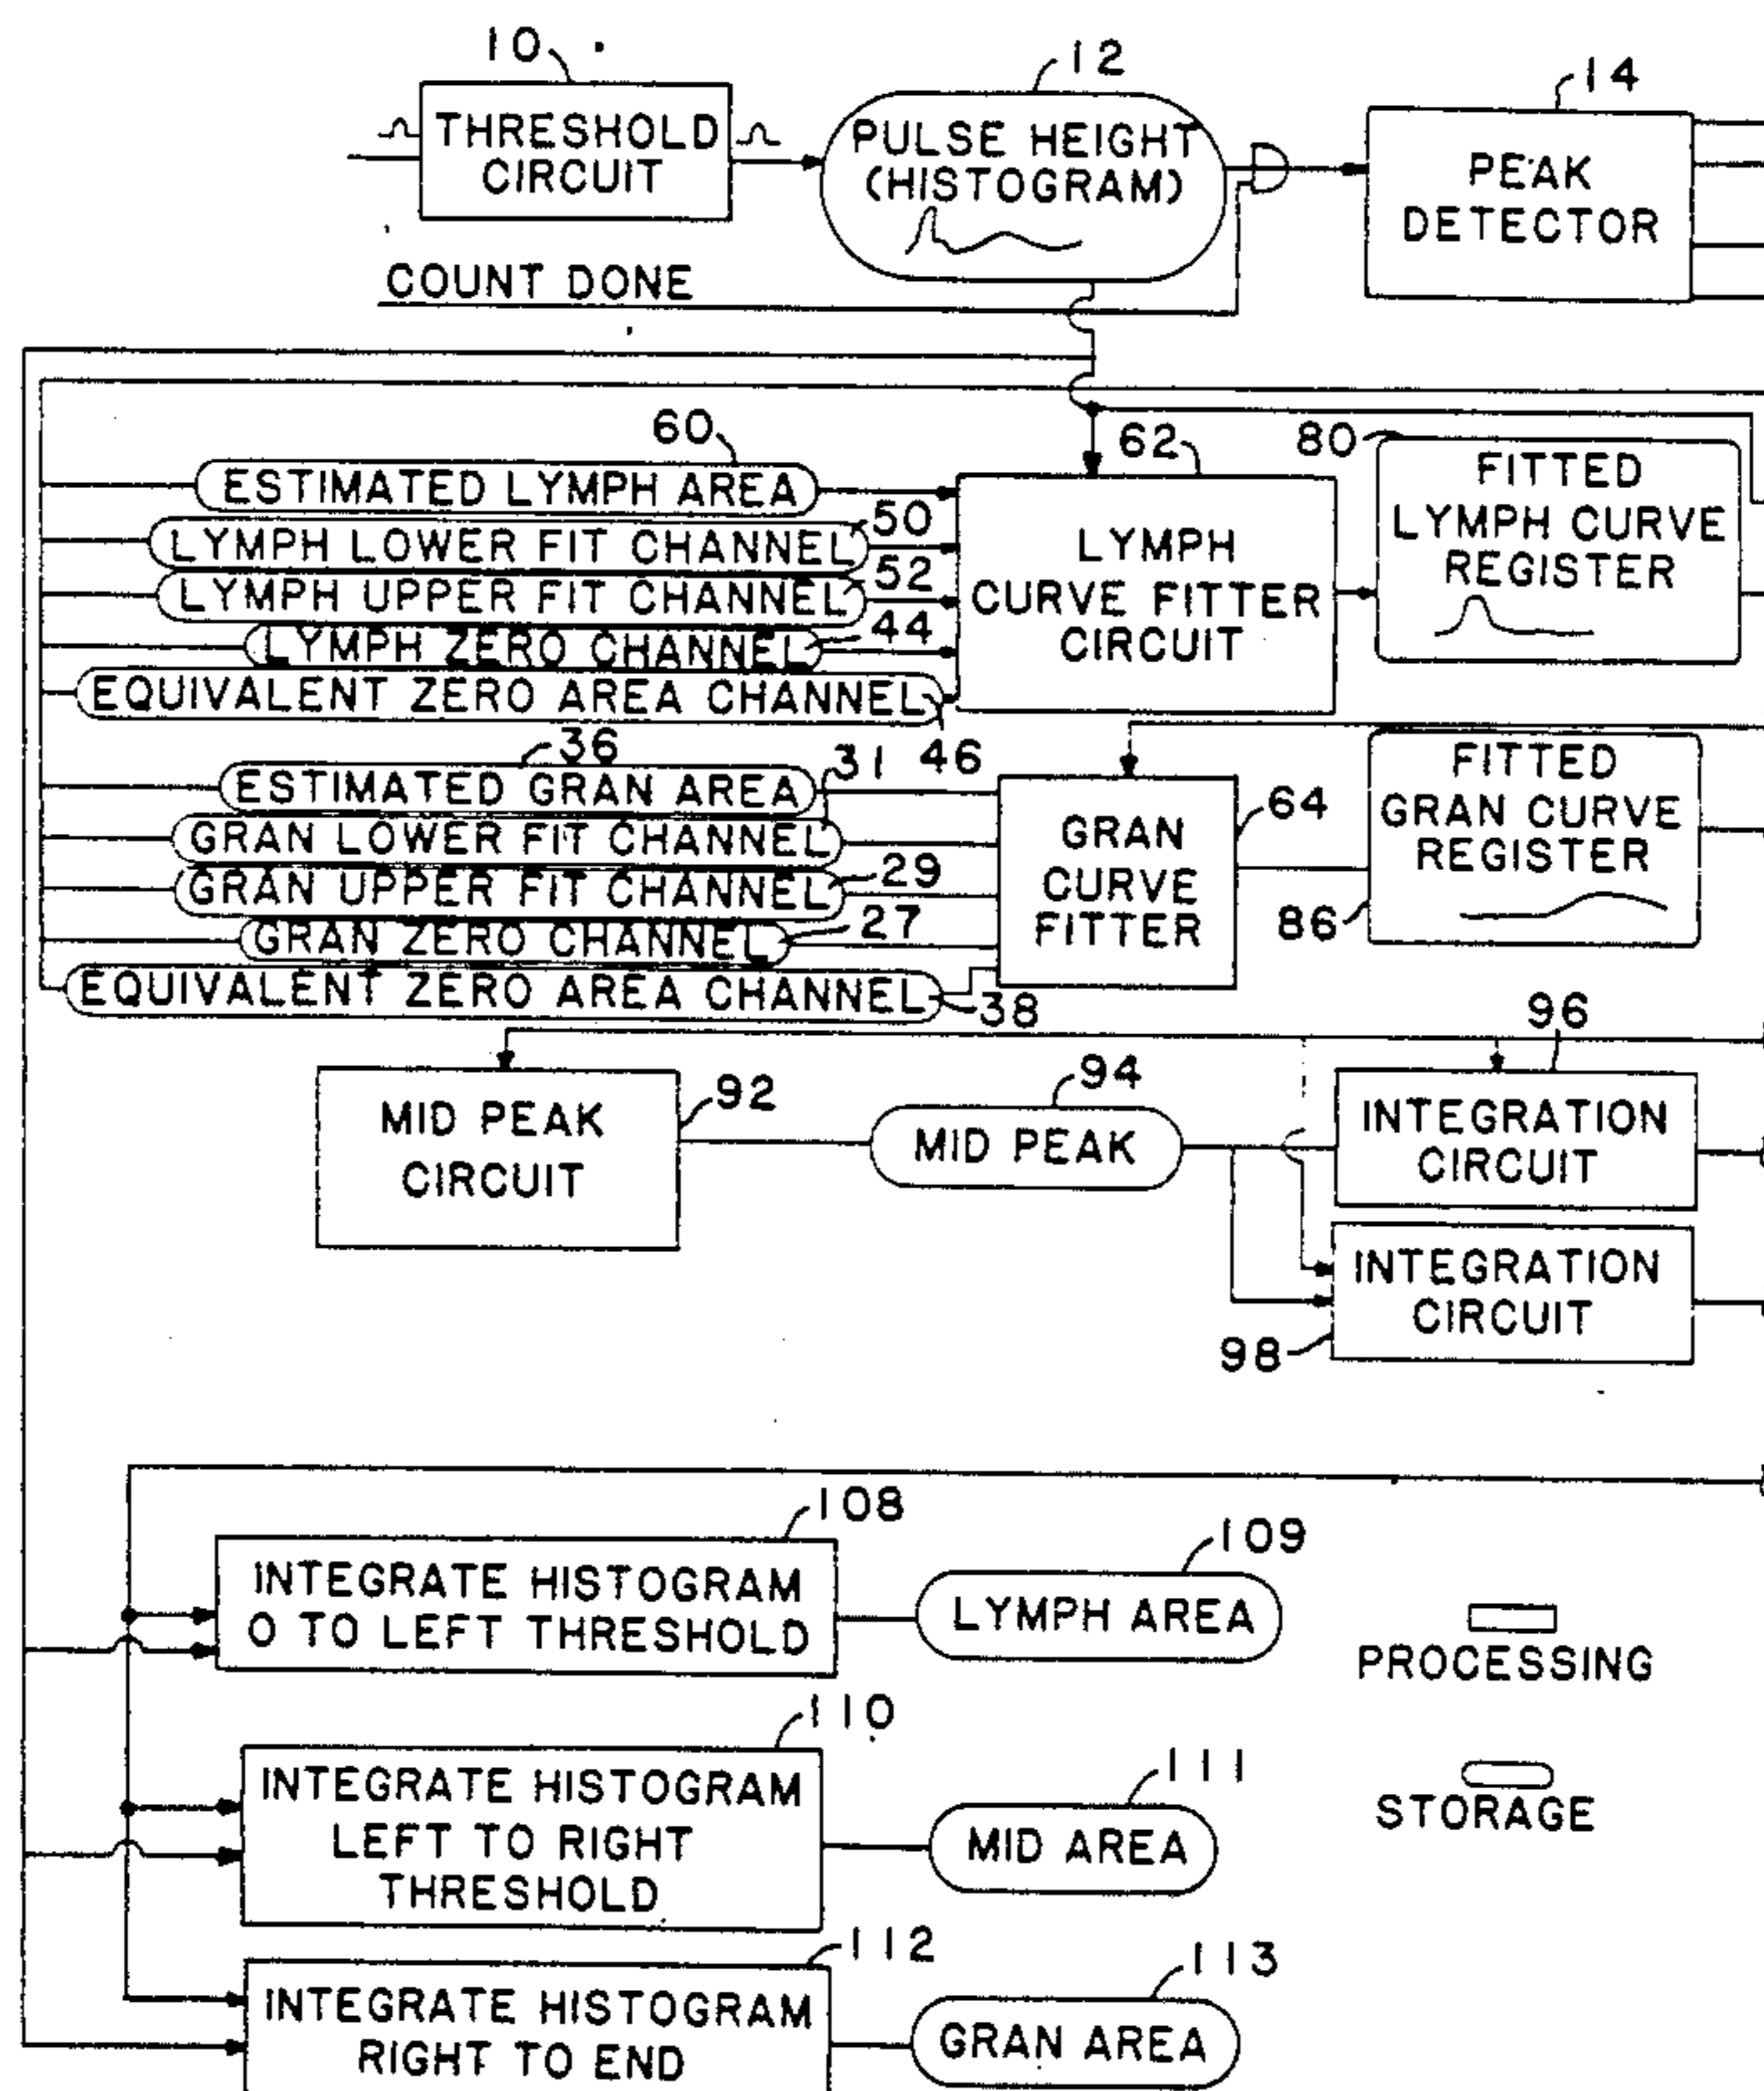 10
12
14
THRESHOLD
CIRCUIT
PULSE HEIGHT
(HISTOGRAM)
PEAK
DETECTOR
COUNT DONE
60
62
80
ESTIMATED LYMPH AREA
50
LYMPH LOWER FIT CHANNEL
52
LYMPH UPPER FIT CHANNEL
44
LYMPH ZERO CHANNEL
EQUIVALENT ZERO AREA CHANNEL
46
LYMPH
CURVE FITTER
CIRCUIT
FITTED
LYMPH CURVE
REGISTER
36
31
ESTIMATED GRAN AREA
GRAN LOWER FIT CHANNEL
29
GRAN UPPER FIT CHANNEL
27
GRAN ZERO CHANNEL
EQUIVALENT ZERO AREA CHANNEL
38
GRAN
CURVE
FITTER
64
FITTED
GRAN CURVE
REGISTER
86
96
92
94
MID PEAK
CIRCUIT
MID PEAK
INTEGRATION
CIRCUIT
INTEGRATION
CIRCUIT
98
108
109
INTEGRATE HISTOGRAM
0 TO LEFT THRESHOLD
LYMPH AREA
PROCESSING
110
111
INTEGRATE HISTOGRAM
LEFT TO RIGHT
THRESHOLD
MID AREA
STORAGE
112
113
INTEGRATE HISTOGRAM
RIGHT TO END
GRAN AREA